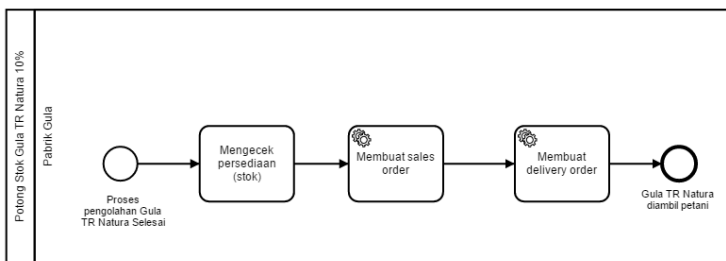 Potong Stok Gula TR Natura 10%
Pabrik Gula
Mengecek
persediaan
(stok)
Membuat sales
order
Membuat
delivery order
Proses
pengolahan Gula
TR Natura Selesai
Gula TR Natura
diambil petani